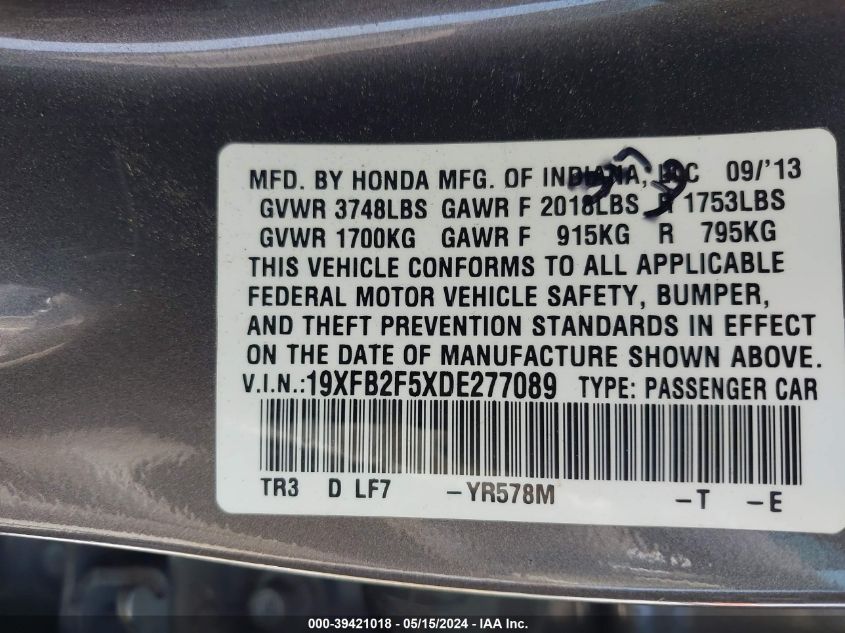 MFD. BY HONDA MFG. OF INDIANA, INC 09/'13
GVWR 3748LBS GAWR F 2018LBS R 1753LBS
GVWR 1700KG GAWR F 915KG R 795KG
THIS VEHICLE CONFORMS TO ALL APPLICABLE
FEDERAL MOTOR VEHICLE SAFETY, BUMPER,
AND THEFT PREVENTION STANDARDS IN EFFECT
ON THE DATE OF MANUFACTURE SHOWN ABOVE.
V.I.N.:19XFB2F5XDE277089 TYPE: PASSENGER CAR
TR3 D LF7 -YR578M -T -E
000-39421018 - 05/15/2024 - IAA Inc.